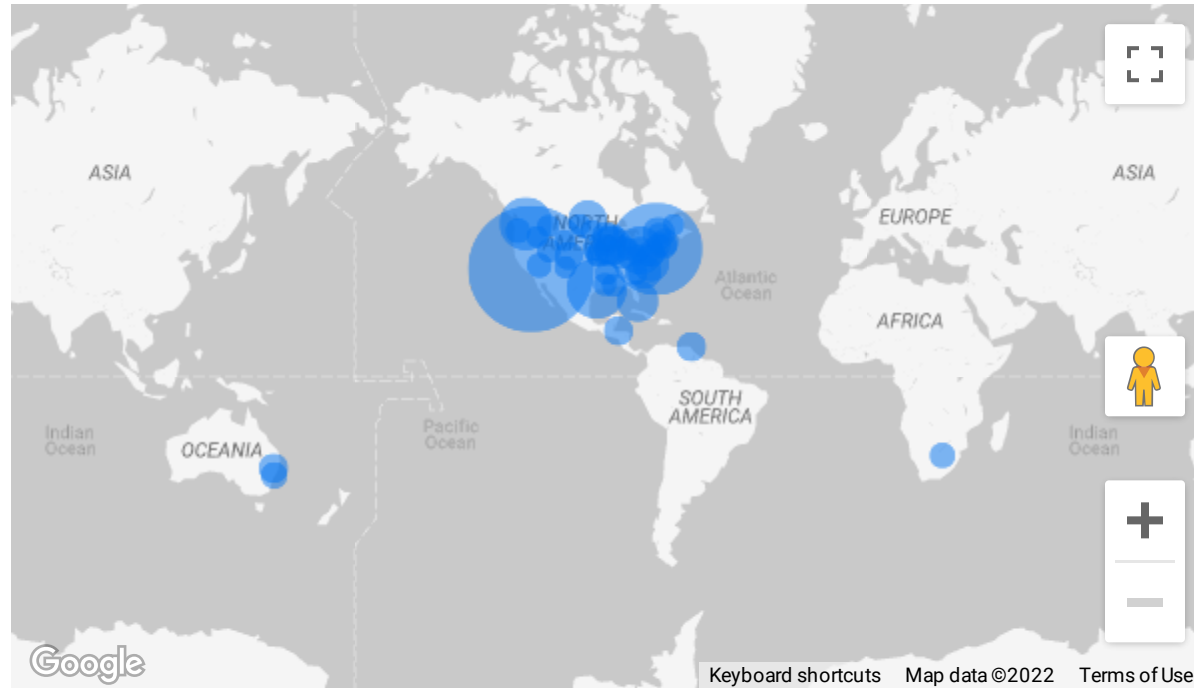 ASIA
ASIA
NORTH
AME
EUROPE
Atlantic
Ocean
AFRICA
SOUTH
AMERICA
Pacific
Ocean
Indian
Ocean
OCEANIA
Indian
Ocean
Google
Keyboard shortcuts Map data ©2022 Terms of Use